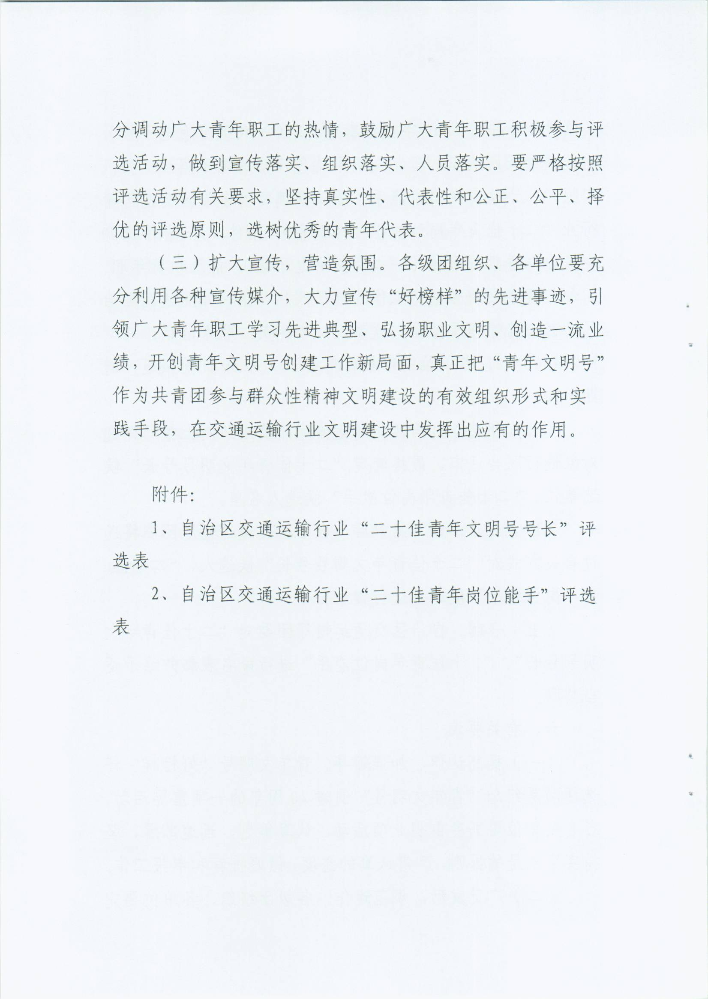 分调动广大青年职工的热情，鼓励广大青年职工积极参与评
选活动，做到宣传落实、组织落实、人员落实。要严格按照
评选活动有关要求，坚持真实性、代表性和公正、公平、择
优的评选原则，选树优秀的青年代表。
（三）扩大宣传，营造氛围。各级团组织、各单位要充
分利用各种宣传媒介，大力宣传“好榜样”的先进事迹，引
领广大青年职工学习先进典型、弘扬职业文明、创造一流业
绩，开创青年文明号创建工作新局面，真正把“青年文明号”
作为共青团参与群众性精神文明建设的有效组织形式和实
践手段，在交通运输行业文明建设中发挥出应有的作用。
附件：
1、自治区交通运输行业“二十佳青年文明号号长”评
选表
2、自治区交通运输行业“二十佳青年岗位能手”评选
表